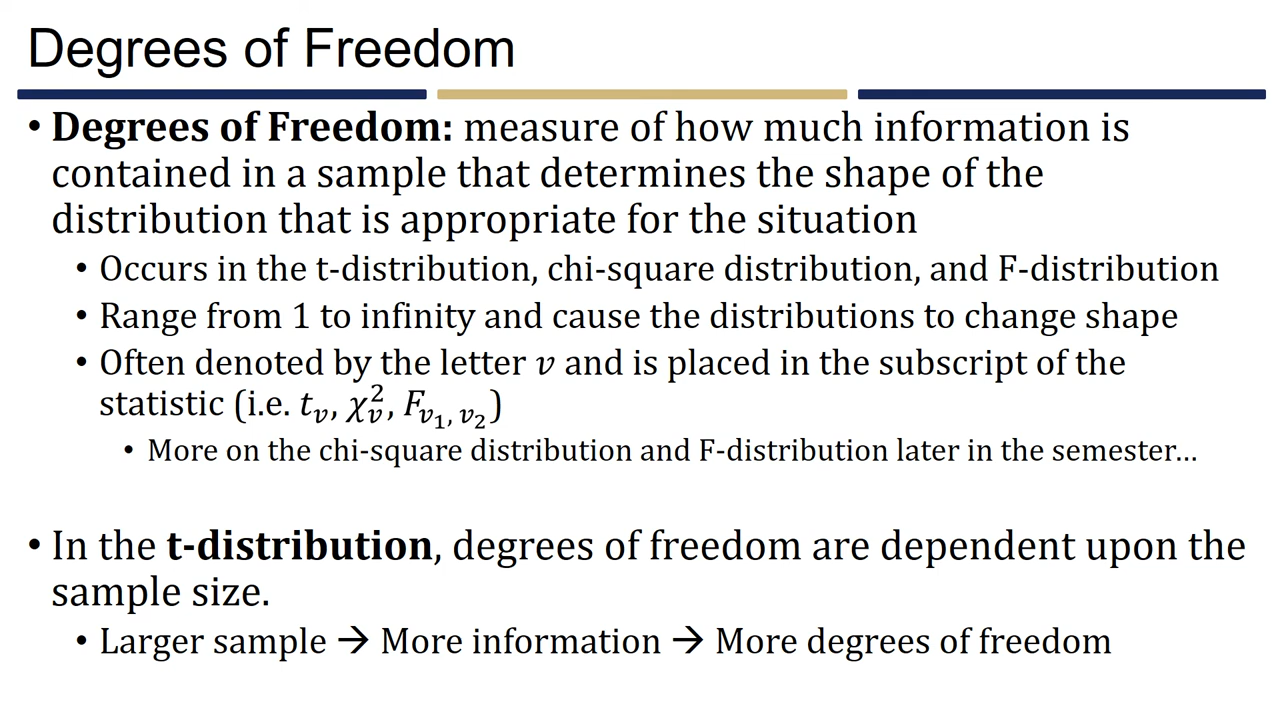 Degrees of Freedom
• Degrees of Freedom: measure of how much information is
contained in a sample that determines the shape of the
distribution that is appropriate for the situation
• Occurs in the t-distribution, chi-square distribution, and F-distribution
• Range from 1 to infinity and cause the distributions to change shape
• Often denoted by the letter 𝑣 and is placed in the subscript of the
statistic (i.e. 𝑡ᵥ, 𝜒²ᵥ, 𝐹ᵥ₁, ᵥ₂)
• More on the chi-square distribution and F-distribution later in the semester…
• In the t-distribution, degrees of freedom are dependent upon the
sample size.
• Larger sample → More information → More degrees of freedom